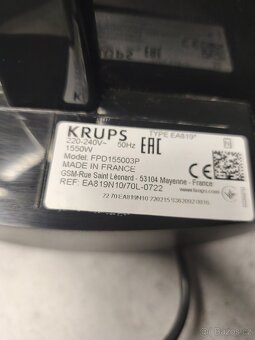 KRUPS EAC
TYPE EA819*
220-240V~ 50Hz
1550W
Model: FPD155003P
MADE IN FRANCE
GSM-Rue Saint Léonard - 53104 Mayenne - France
REF: EA819N10/70L-0722
www.krups.com